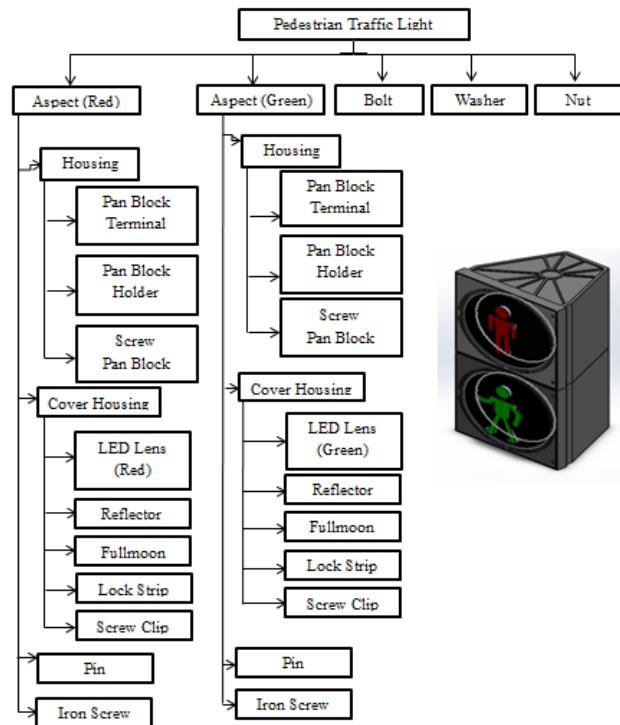 Pedestrian Traffic Light
Aspect (Red)
Aspect (Green)
Bolt
Washer
Nut
Housing
Pan Block
Terminal
Pan Block
Holder
Screw
Pan Block
Cover Housing
LED Lens
(Red)
Reflector
Fullmoon
Lock Strip
Screw Clip
Pin
Iron Screw
Housing
Pan Block
Terminal
Pan Block
Holder
Screw
Pan Block
Cover Housing
LED Lens
(Green)
Reflector
Fullmoon
Lock Strip
Screw Clip
Pin
Iron Screw